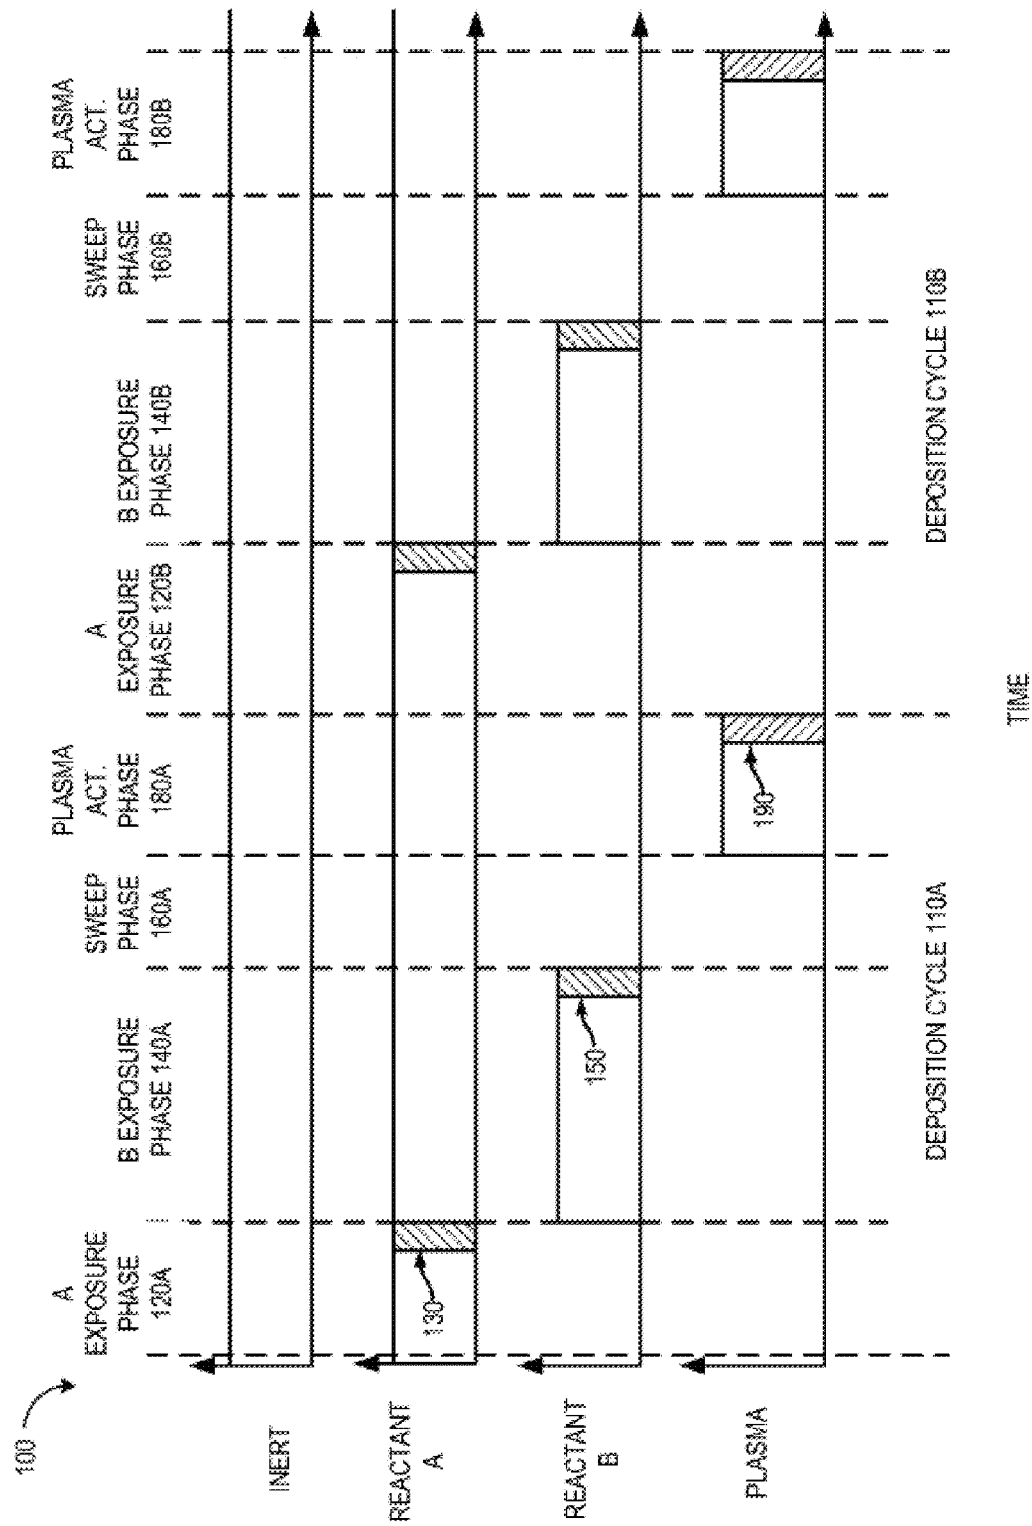 100
A
EXPOSURE
PHASE
120A
B EXPOSURE
PHASE 140A
SWEEP
PHASE
160A
PLASMA
ACT.
PHASE
180A
A
EXPOSURE
PHASE 120B
B EXPOSURE
PHASE 140B
SWEEP
PHASE
160B
PLASMA
ACT.
PHASE
180B
INERT
REACTANT
A
130
REACTANT
B
150
PLASMA
190
DEPOSITION CYCLE 110A
DEPOSITION CYCLE 110B
TIME